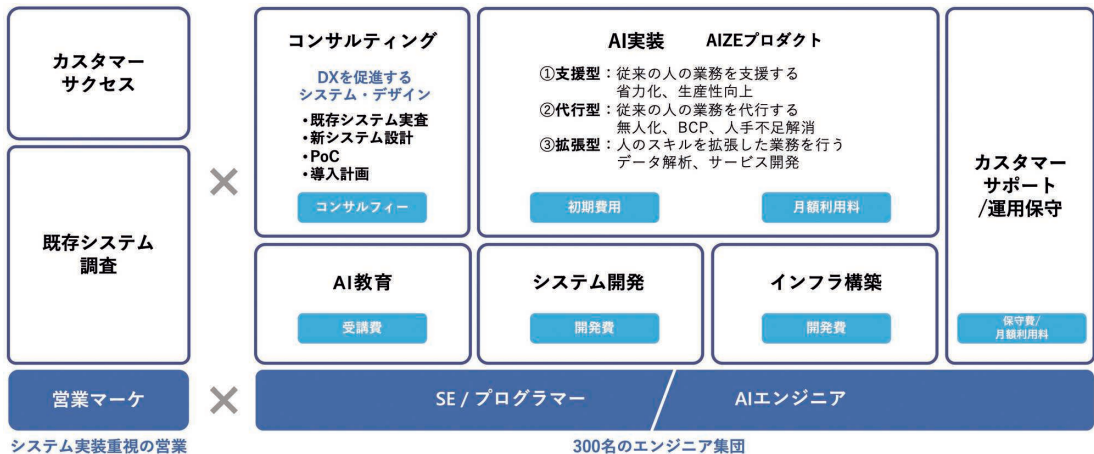 カスタマー
サクセス
既存システム
調査
営業マーケ
システム実装重視の営業
×
×
コンサルティング
DXを促進する
システム・デザイン
・既存システム実査
・新システム設計
・PoC
・導入計画
コンサルフィー
AI実装 AIZEプロダクト
①支援型：従来の人の業務を支援する
省力化、生産性向上
②代行型：従来の人の業務を代行する
無人化、BCP、人手不足解消
③拡張型：人のスキルを拡張した業務を行う
データ解析、サービス開発
初期費用
月額利用料
AI教育
受講費
システム開発
開発費
インフラ構築
開発費
カスタマー
サポート
/運用保守
保守費/
月額利用料
SE / プログラマー
AIエンジニア
300名のエンジニア集団